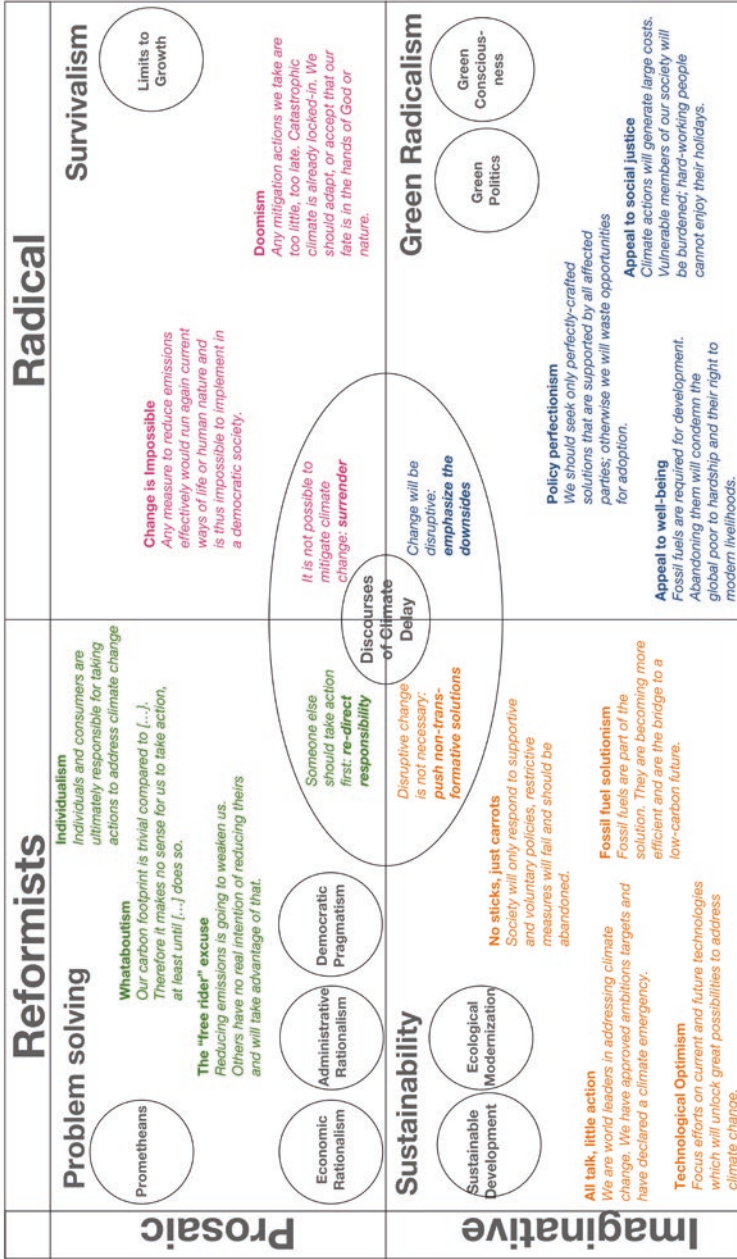 Reformists
Radical
Prosaic
Problem solving
Prometheans
Economic
Rationalism
Administrative
Rationalism
Democratic
Pragmatism
Individualism
Individuals and consumers are
ultimately responsible for taking
actions to address climate change
Whataboutism
Our carbon footprint is trivial compared to [...].
Therefore it makes no sense for us to take action,
at least until [...] does so.
The "free rider" excuse
Reducing emissions is going to weaken us.
Others have no real intention of reducing theirs
and will take advantage of that.
Someone else
should take action
first: re-direct
responsibility
Survivalism
Limits to
Growth
Change is Impossible
Any measure to reduce emissions
effectively would run again current
ways of life or human nature and
is thus impossible to implement in
a democratic society.
Doomism
Any mitigation actions we take are
too little, too late. Catastrophic
climate is already locked-in. We
should adapt, or accept that our
fate is in the hands of God or
nature.
It is not possible to
mitigate climate
change: surrender
Discourses
of Climate
Delay
Imaginative
Sustainability
Sustainable
Development
Ecological
Modernization
Disruptive change
is not necessary:
push non-trans-
formative solutions
No sticks, just carrots
Society will only respond to supportive
and voluntary policies, restrictive
measures will fail and should be
abandoned.
All talk, little action
We are world leaders in addressing climate
change. We have approved ambitions targets and
have declared a climate emergency.
Fossil fuel solutionism
Fossil fuels are part of the
solution. They are becoming more
efficient and are the bridge to a
low-carbon future.
Technological Optimism
Focus efforts on current and future technologies
which will unlock great possibilities to address
climate change.
Green Radicalism
Green
Politics
Green
Conscious-
ness
Change will be
disruptive:
emphasize the
downsides
Policy perfectionism
We should seek only perfectly-crafted
solutions that are supported by all affected
parties; otherwise we will waste opportunities
for adoption.
Appeal to well-being
Fossil fuels are required for development.
Abandoning them will condemn the
global poor to hardship and their right to
modern livelihoods.
Appeal to social justice
Climate actions will generate large costs.
Vulnerable members of our society will
be burdened; hard-working people
cannot enjoy their holidays.